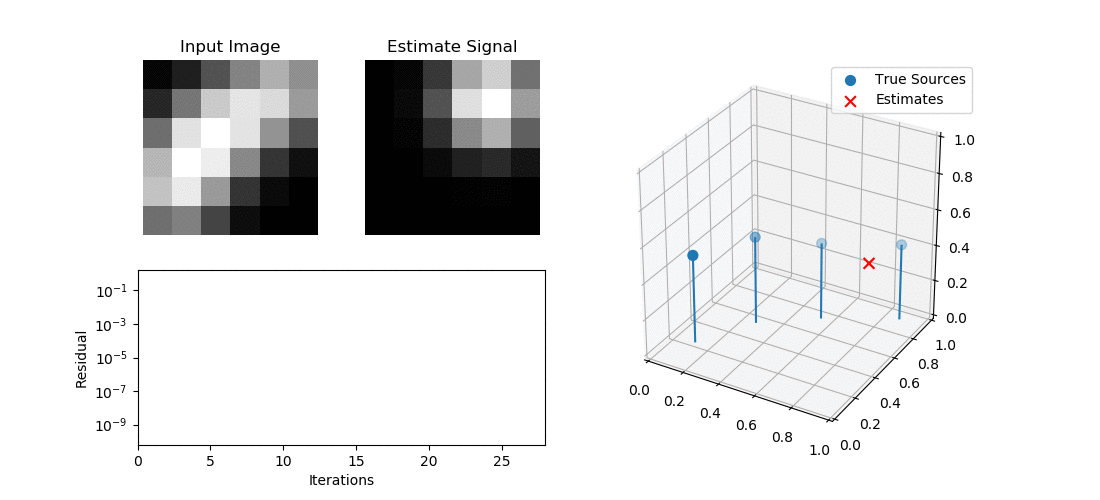 Input Image
Estimate Signal
True Sources
Estimates
10⁻¹
10⁻³
10⁻⁵
10⁻⁷
10⁻⁹
Residual
0 5 10 15 20 25
Iterations
1.0
0.8
0.6
0.4
0.2
0.0
0.0 0.2 0.4 0.6 0.8 1.0
0.0 0.2 0.4 0.6 0.8 1.0